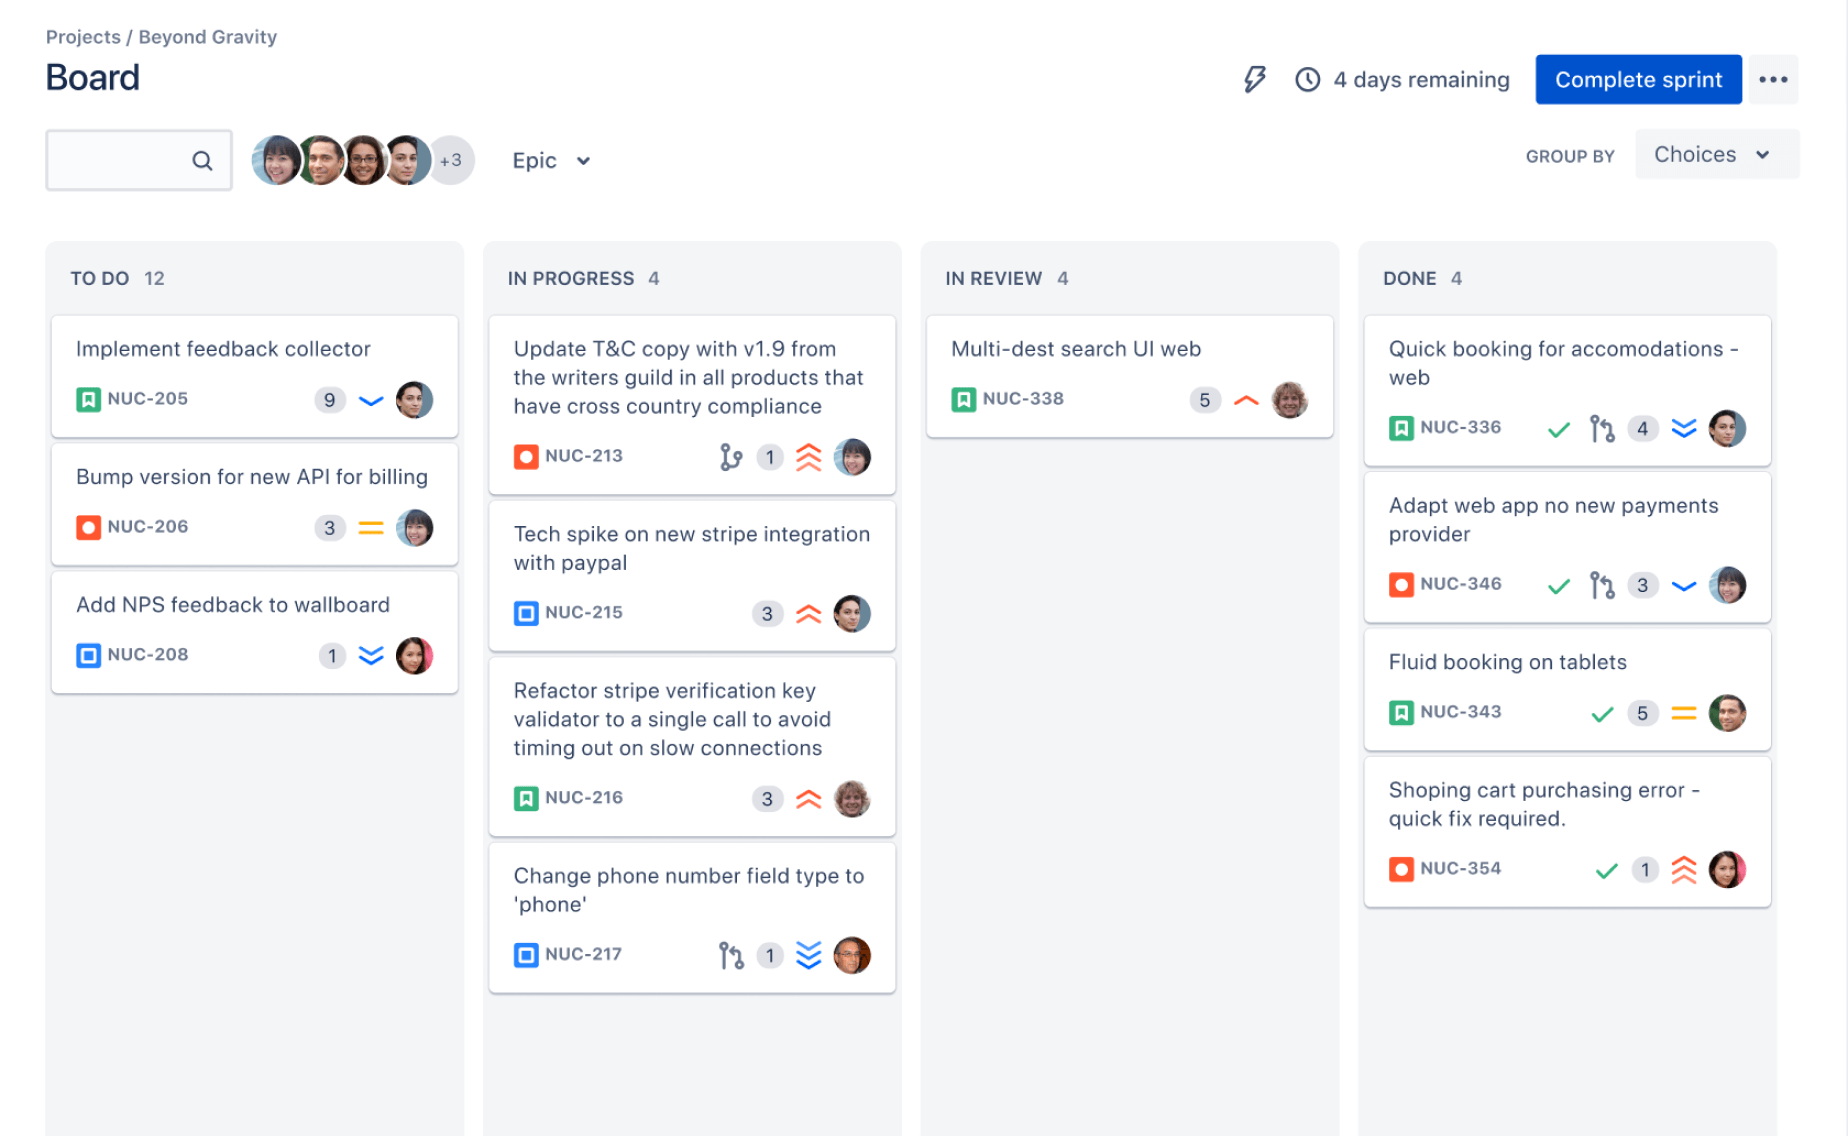 Projects / Beyond Gravity
Board
4 days remaining
Complete sprint
+3
Epic
GROUP BY
Choices
TO DO 12
Implement feedback collector
NUC-205
9
Bump version for new API for billing
NUC-206
3
Add NPS feedback to wallboard
NUC-208
1
IN PROGRESS 4
Update T&C copy with v1.9 from
the writers guild in all products that
have cross country compliance
NUC-213
1
Tech spike on new stripe integration
with paypal
NUC-215
3
Refactor stripe verification key
validator to a single call to avoid
timing out on slow connections
NUC-216
3
Change phone number field type to
'phone'
NUC-217
1
IN REVIEW 4
Multi-dest search UI web
NUC-338
5
DONE 4
Quick booking for accomodations -
web
NUC-336
4
Adapt web app no new payments
provider
NUC-346
3
Fluid booking on tablets
NUC-343
5
Shoping cart purchasing error -
quick fix required.
NUC-354
1